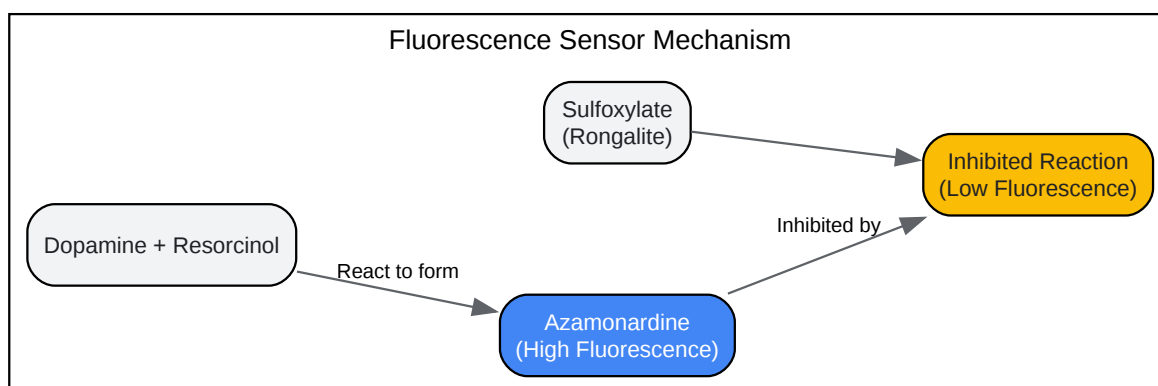 Fluorescence Sensor Mechanism
Sulfoxylate
(Rongalite)
Inhibited Reaction
(Low Fluorescence)
Inhibited by
Dopamine + Resorcinol
React to form
Azamonardine
(High Fluorescence)